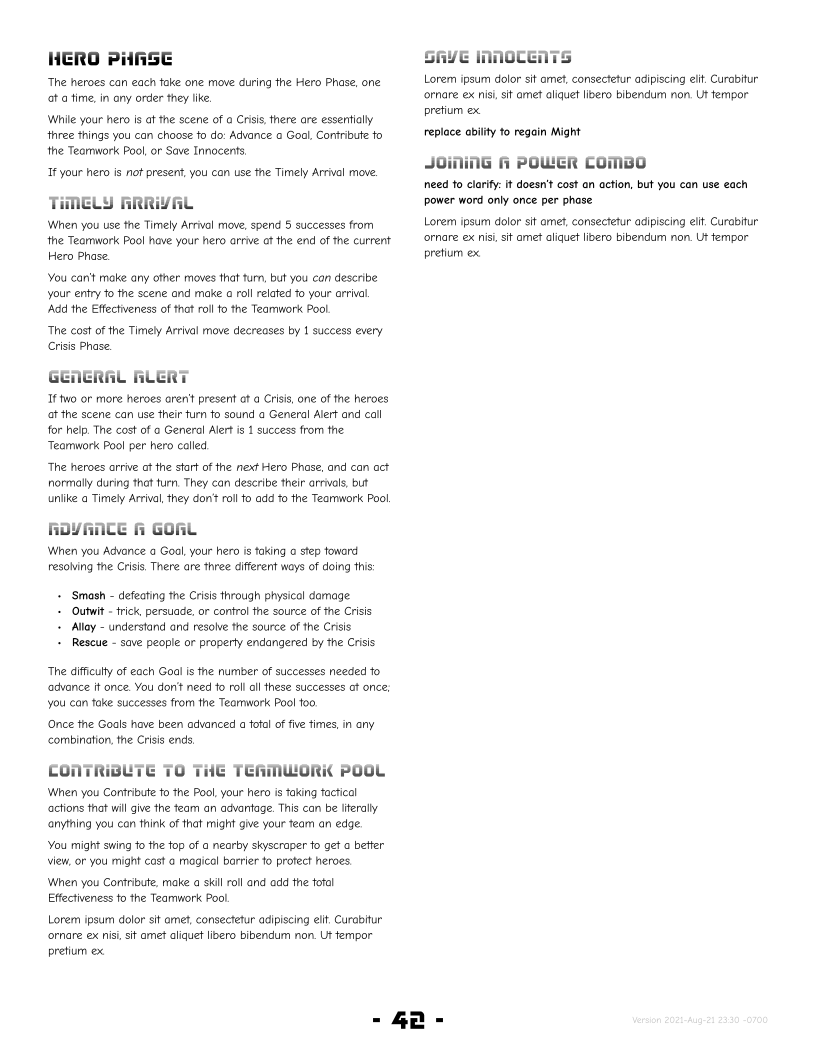 HERO PHASE
The heroes can each take one move during the Hero Phase, one
at a time, in any order they like.
While your hero is at the scene of a Crisis, there are essentially
three things you can choose to do: Advance a Goal, Contribute to
the Teamwork Pool, or Save Innocents.
If your hero is not present, you can use the Timely Arrival move.
TIMELY ARRIVAL
When you use the Timely Arrival move, spend 5 successes from
the Teamwork Pool have your hero arrive at the end of the current
Hero Phase.
You can't make any other moves that turn, but you can describe
your entry to the scene and make a roll related to your arrival.
Add the Effectiveness of that roll to the Teamwork Pool.
The cost of the Timely Arrival move decreases by 1 success every
Crisis Phase.
GENERAL ALERT
If two or more heroes aren't present at a Crisis, one of the heroes
at the scene can use their turn to sound a General Alert and call
for help. The cost of a General Alert is 1 success from the
Teamwork Pool per hero called.
The heroes arrive at the start of the next Hero Phase, and can act
normally during that turn. They can describe their arrivals, but
unlike a Timely Arrival, they don't roll to add to the Teamwork Pool.
ADVANCE A GOAL
When you Advance a Goal, your hero is taking a step toward
resolving the Crisis. There are three different ways of doing this:
• Smash - defeating the Crisis through physical damage
• Outwit - trick, persuade, or control the source of the Crisis
• Allay - understand and resolve the source of the Crisis
• Rescue - save people or property endangered by the Crisis
The difficulty of each Goal is the number of successes needed to
advance it once. You don't need to roll all these successes at once;
you can take successes from the Teamwork Pool too.
Once the Goals have been advanced a total of five times, in any
combination, the Crisis ends.
CONTRIBUTE TO THE TEAMWORK POOL
When you Contribute to the Pool, your hero is taking tactical
actions that will give the team an advantage. This can be literally
anything you can think of that might give your team an edge.
You might swing to the top of a nearby skyscraper to get a better
view, or you might cast a magical barrier to protect heroes.
When you Contribute, make a skill roll and add the total
Effectiveness to the Teamwork Pool.
Lorem ipsum dolor sit amet, consectetur adipiscing elit. Curabitur
ornare ex nisi, sit amet aliquet libero bibendum non. Ut tempor
pretium ex.
SAVE INNOCENTS
Lorem ipsum dolor sit amet, consectetur adipiscing elit. Curabitur
ornare ex nisi, sit amet aliquet libero bibendum non. Ut tempor
pretium ex.
replace ability to regain Might
JOINING A POWER COMBO
need to clarify: it doesn't cost an action, but you can use each
power word only once per phase
Lorem ipsum dolor sit amet, consectetur adipiscing elit. Curabitur
ornare ex nisi, sit amet aliquet libero bibendum non. Ut tempor
pretium ex.
- 42 -
Version 2021-Aug-21 23:30 -0700